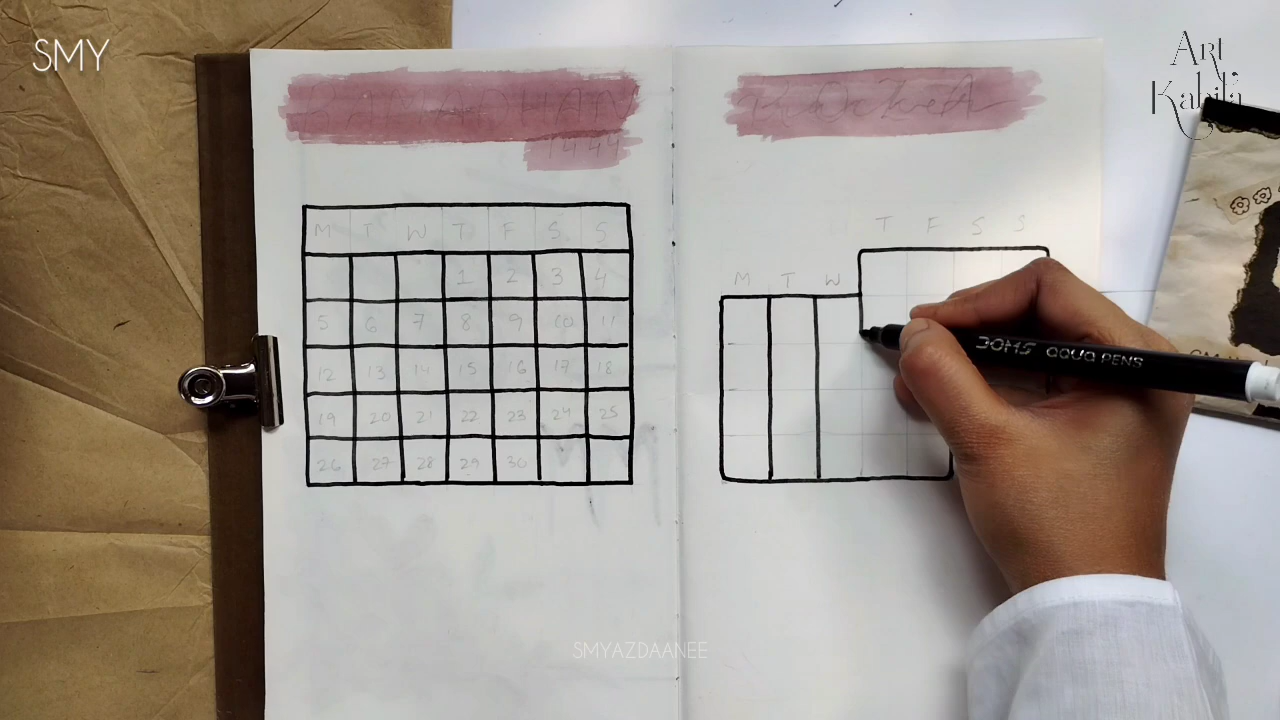 SMY
Art
Kabila
RAMADHAN
1444
M T W T F S S
1 2 3 4
5 6 7 8 9 10 11
12 13 14 15 16 17 18
19 20 21 22 23 24 25
26 27 28 29 30
T F S S
M T W
DOMS aqua PENS
SMYAZDAANEE